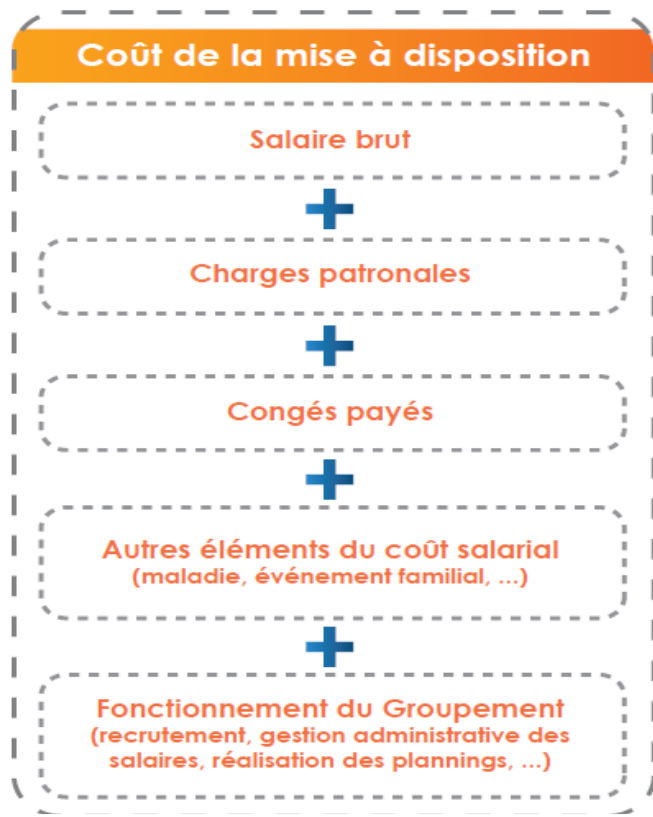 Coût de la mise à disposition
Salaire brut
+
Charges patronales
+
Congés payés
+
Autres éléments du coût salarial
(maladie, événement familial, ...)
+
Fonctionnement du Groupement
(recrutement, gestion administrative des
salaires, réalisation des plannings, ...)